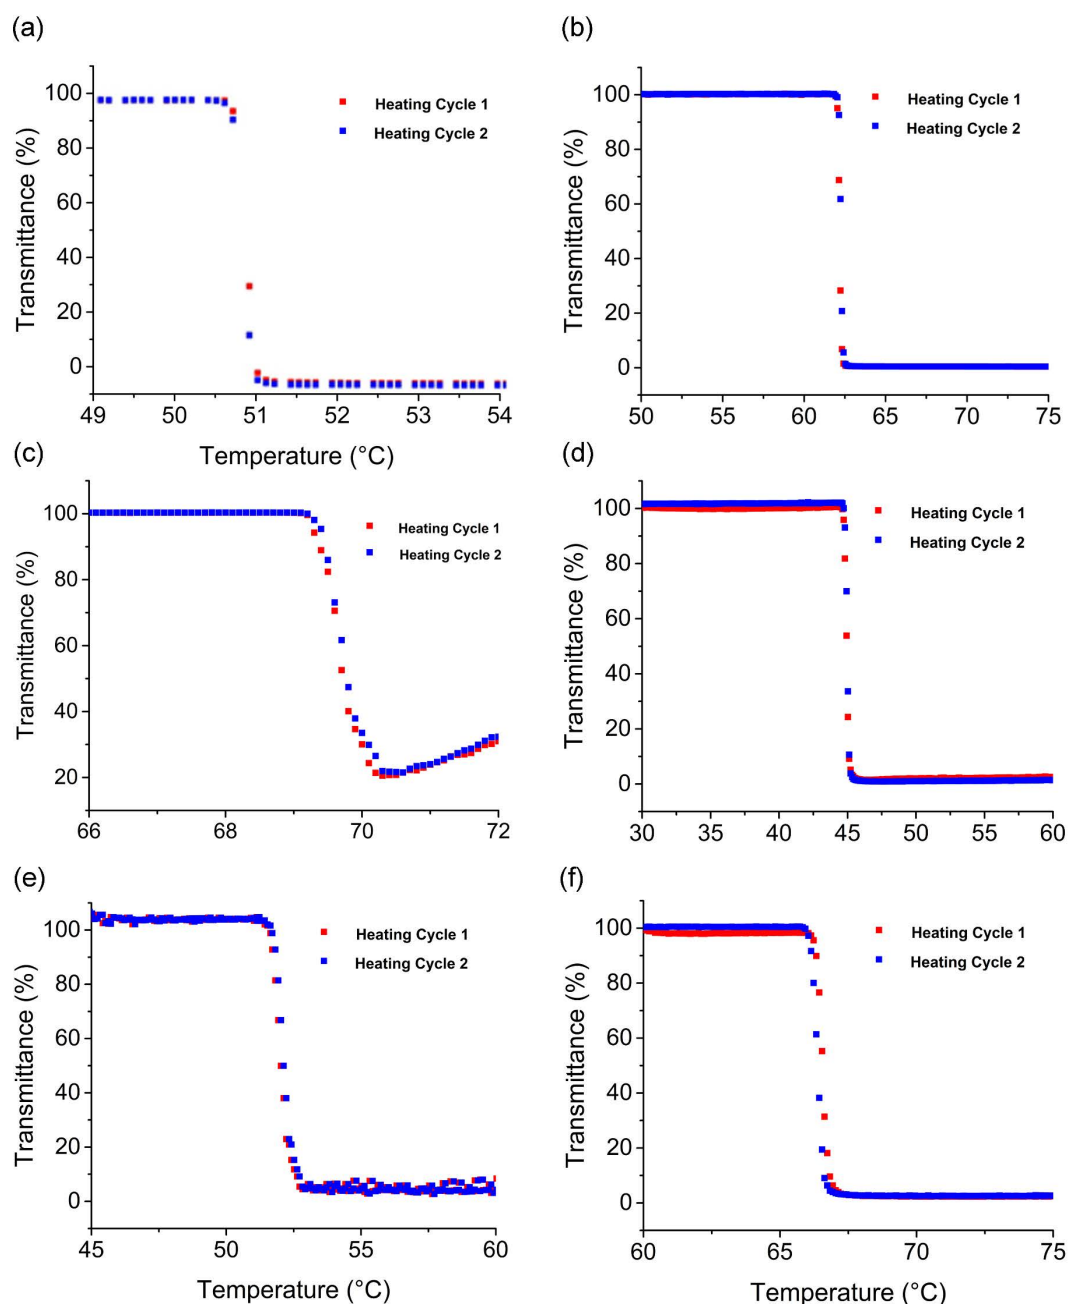 (a)
100
80
60
40
20
0
Transmittance (%)
Heating Cycle 1
Heating Cycle 2
49 50 51 52 53 54
Temperature (°C)
(b)
100
80
60
40
20
0
Transmittance (%)
Heating Cycle 1
Heating Cycle 2
50 55 60 65 70 75
(c)
100
80
60
40
20
Transmittance (%)
Heating Cycle 1
Heating Cycle 2
66 68 70 72
(d)
100
80
60
40
20
0
Transmittance (%)
Heating Cycle 1
Heating Cycle 2
30 35 40 45 50 55 60
(e)
100
80
60
40
20
0
Transmittance (%)
Heating Cycle 1
Heating Cycle 2
45 50 55 60
Temperature (°C)
(f)
100
80
60
40
20
0
Transmittance (%)
Heating Cycle 1
Heating Cycle 2
60 65 70 75
Temperature (°C)